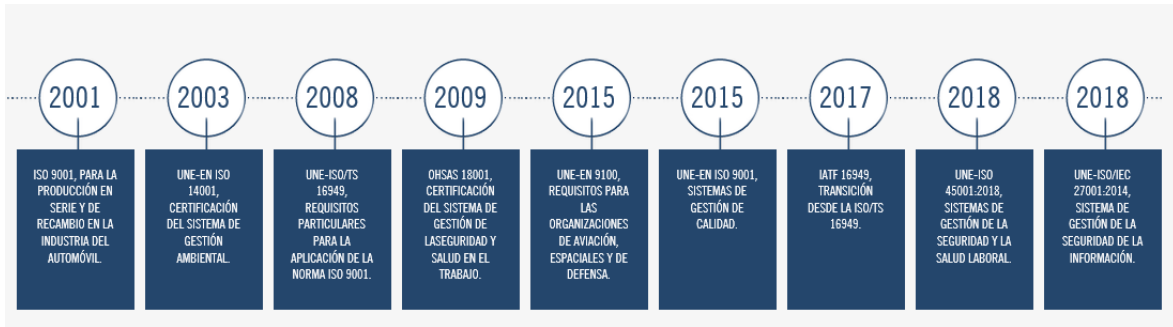 2001
ISO 9001, PARA LA
PRODUCCIÓN EN
SERIE Y DE
RECAMBIO EN LA
INDUSTRIA DEL
AUTOMÓVIL.
2003
UNE-EN ISO
14001,
CERTIFICACIÓN
DEL SISTEMA DE
GESTIÓN
AMBIENTAL.
2008
UNE-ISO/TS
16949,
REQUISITOS
PARTICULARES
PARA LA
APLICACIÓN DE LA
NORMA ISO 9001.
2009
OHSAS 18001,
CERTIFICACIÓN
DEL SISTEMA DE
GESTIÓN DE
LASEGURIDAD Y
SALUD EN EL
TRABAJO.
2015
UNE-EN 9100,
REQUISITOS PARA
LAS
ORGANIZACIONES
DE AVIACIÓN,
ESPACIALES Y DE
DEFENSA.
2015
UNE-EN ISO 9001,
SISTEMAS DE
GESTIÓN DE
CALIDAD.
2017
IATF 16949,
TRANSICIÓN
DESDE LA ISO/TS
16949.
2018
UNE-ISO
45001:2018,
SISTEMAS DE
GESTIÓN DE LA
SEGURIDAD Y LA
SALUD LABORAL.
2018
UNE-ISO/IEC
27001:2014,
SISTEMA DE
GESTIÓN DE LA
SEGURIDAD DE LA
INFORMACIÓN.